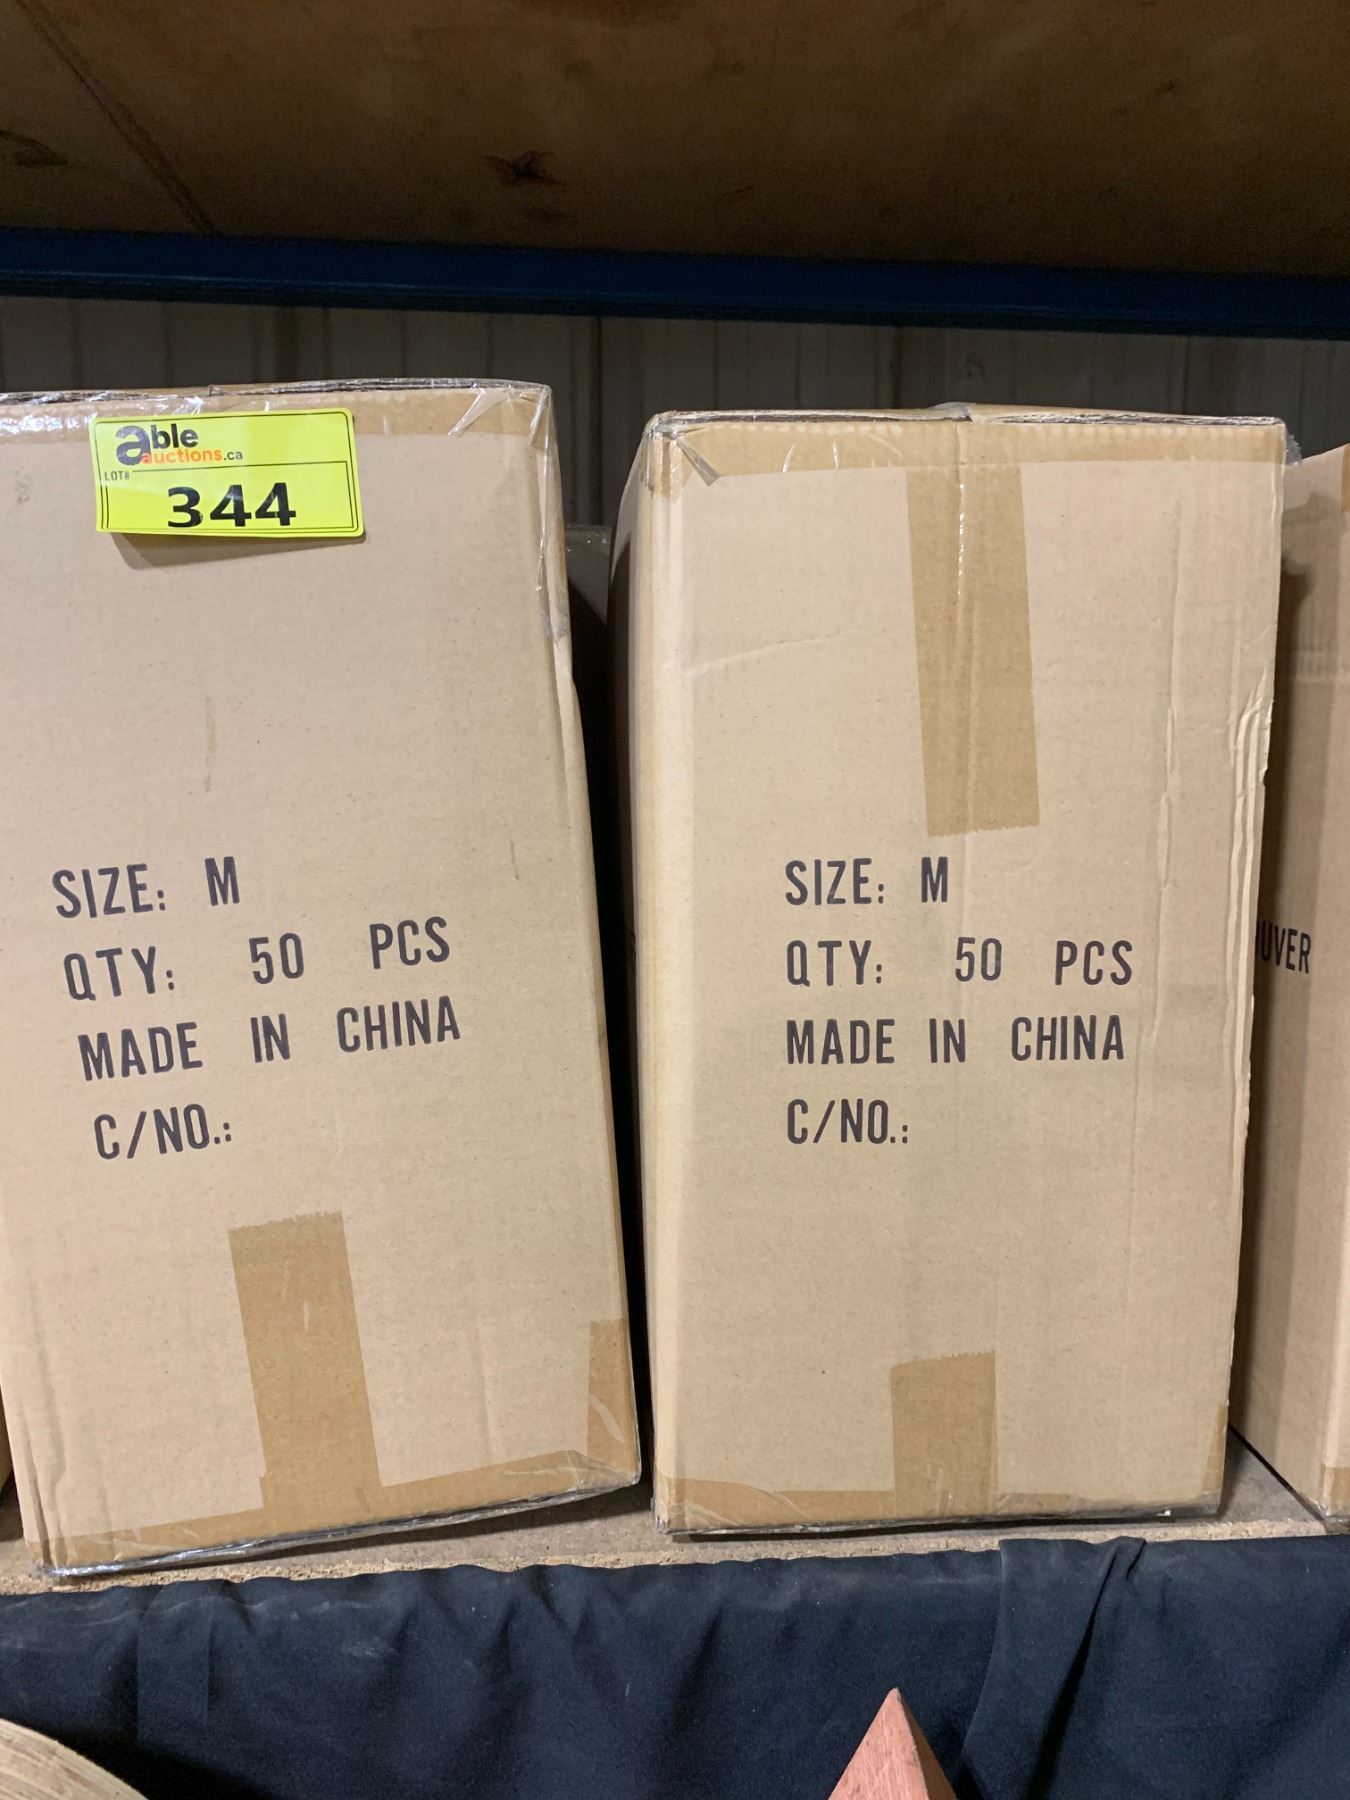 able
auctions.ca
LOT#
344
SIZE: M
QTY: 50 PCS
MADE IN CHINA
C/NO.:
SIZE: M
QTY: 50 PCS
MADE IN CHINA
C/NO.:
UVER